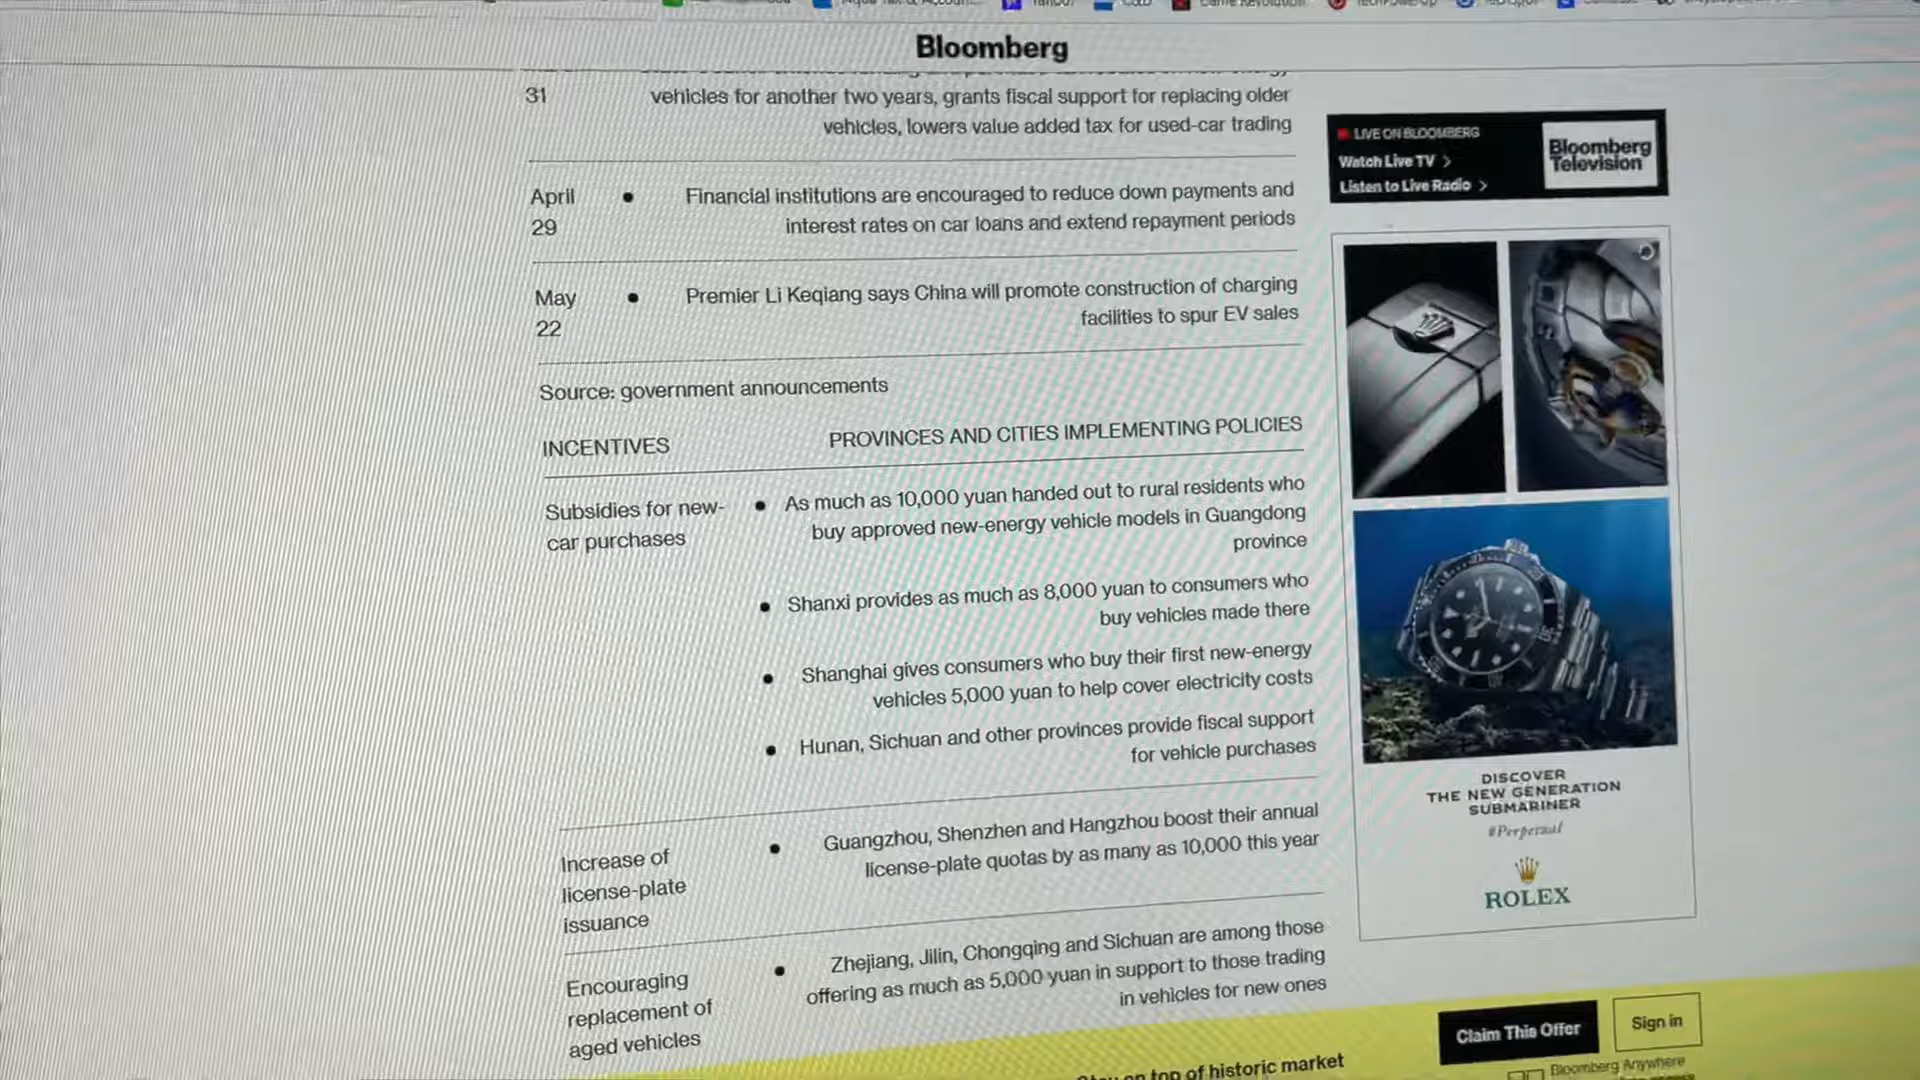 Bloomberg
31
vehicles for another two years, grants fiscal support for replacing older
vehicles, lowers value added tax for used-car trading
April
29
• Financial institutions are encouraged to reduce down payments and
interest rates on car loans and extend repayment periods
May
22
• Premier Li Keqiang says China will promote construction of charging
facilities to spur EV sales
Source: government announcements
INCENTIVES
PROVINCES AND CITIES IMPLEMENTING POLICIES
Subsidies for new-
car purchases
• As much as 10,000 yuan handed out to rural residents who
buy approved new-energy vehicle models in Guangdong
province
• Shanxi provides as much as 8,000 yuan to consumers who
buy vehicles made there
• Shanghai gives consumers who buy their first new-energy
vehicles 5,000 yuan to help cover electricity costs
• Hunan, Sichuan and other provinces provide fiscal support
for vehicle purchases
Increase of
license-plate
issuance
• Guangzhou, Shenzhen and Hangzhou boost their annual
license-plate quotas by as many as 10,000 this year
Encouraging
replacement of
aged vehicles
• Zhejiang, Jilin, Chongqing and Sichuan are among those
offering as much as 5,000 yuan in support to those trading
in vehicles for new ones
LIVE ON BLOOMBERG
Watch Live TV >
Listen to Live Radio >
Bloomberg
Television
DISCOVER
THE NEW GENERATION
SUBMARINER
#Perpetual
ROLEX
on top of historic market
Claim This Offer
Sign in
Bloomberg Anywhere